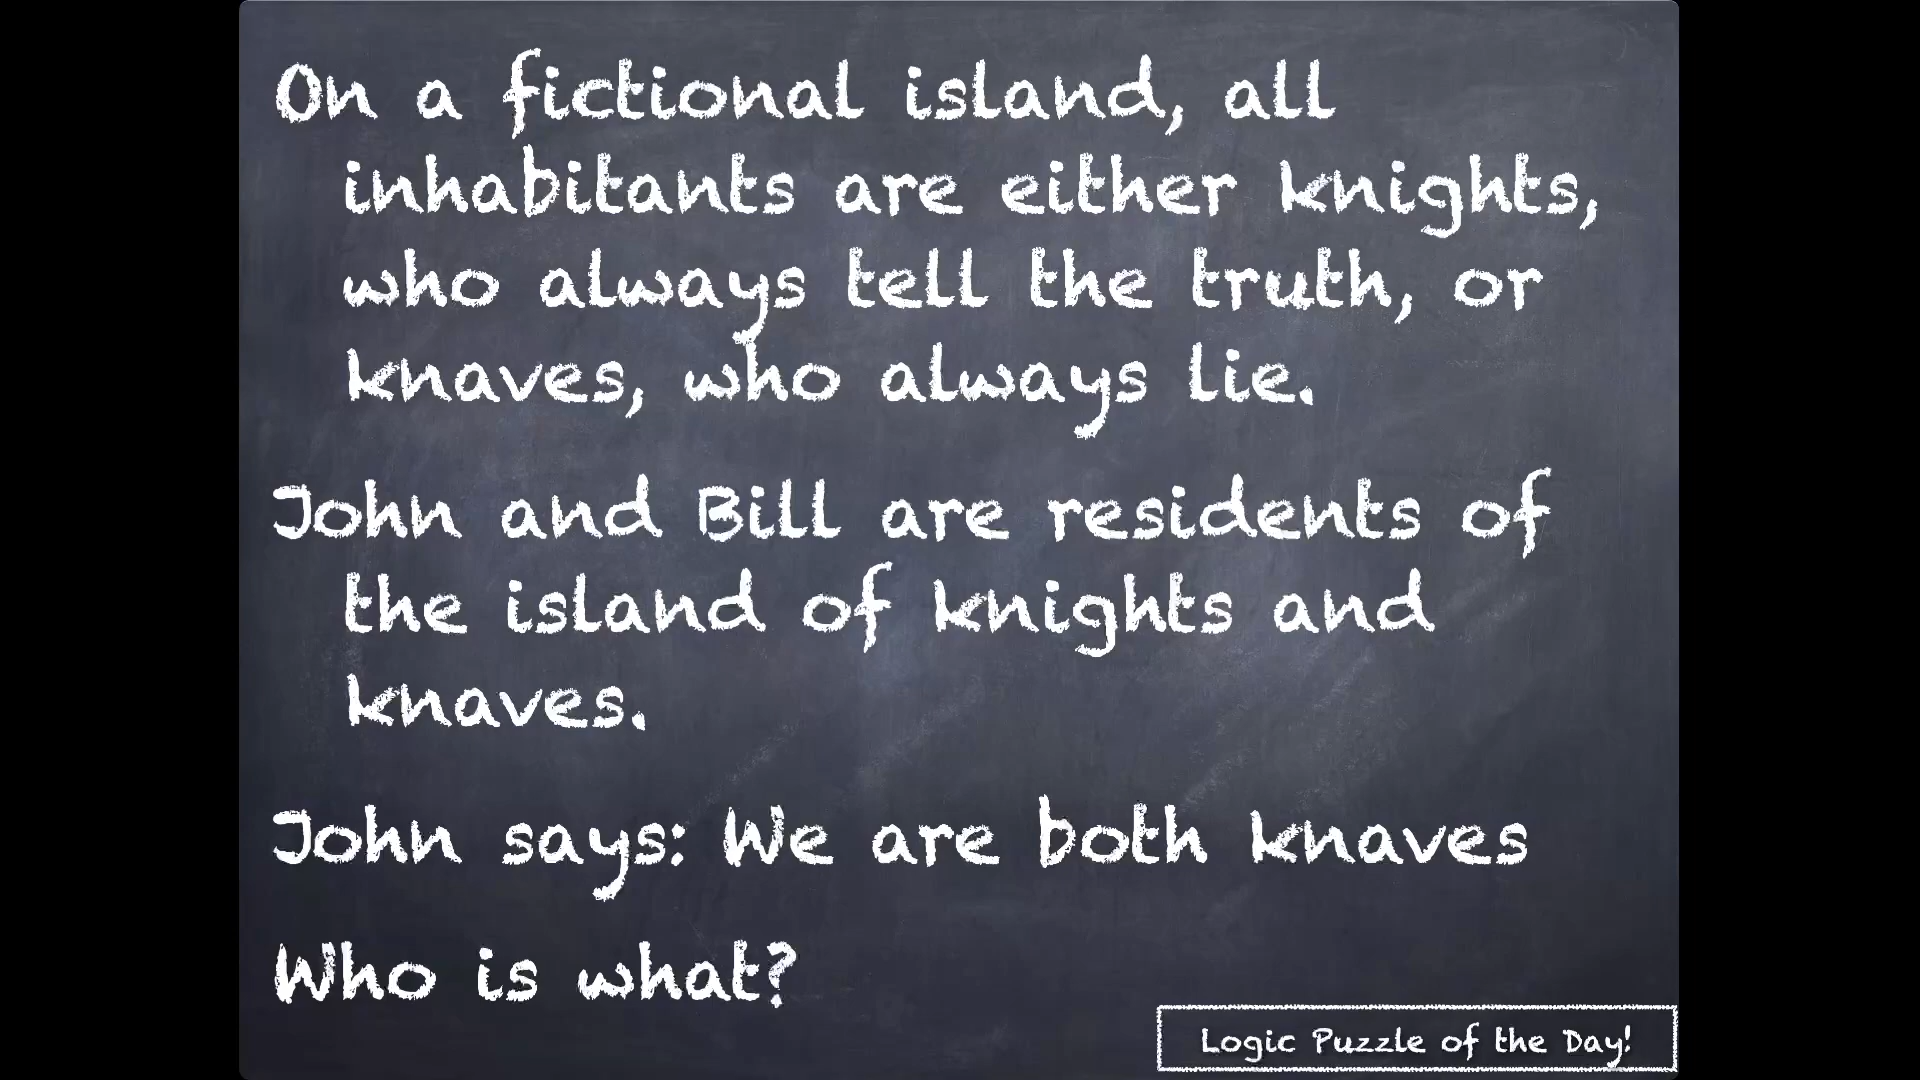 On a fictional island, all
inhabitants are either knights,
who always tell the truth, or
knaves, who always lie.
John and Bill are residents of
the island of knights and
knaves.
John says: We are both knaves
Who is what?
Logic Puzzle of the Day!